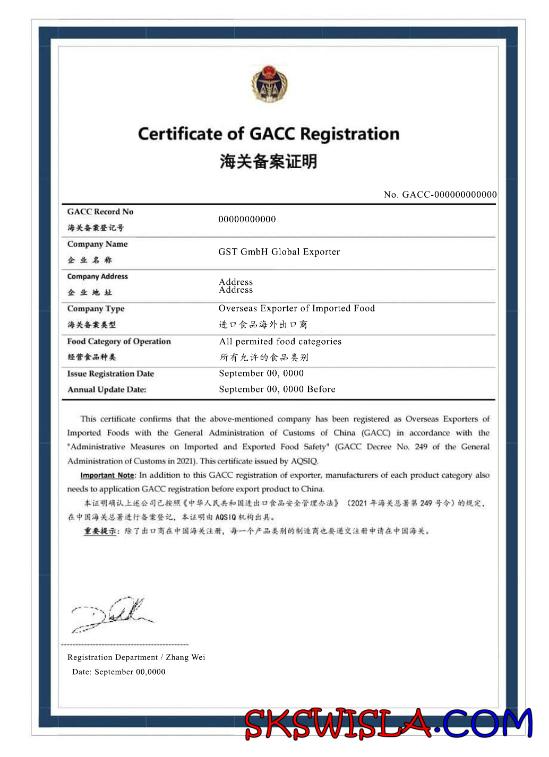 Certificate of GACC Registration
海关备案证明
No. GACC-000000000000
GACC Record No
海关备案登记号
00000000000
Company Name
企 业 名 称
GST GmbH Global Exporter
Company Address
企 业 地 址
Address
Address
Company Type
海关备案类型
Overseas Exporter of Imported Food
进口食品海外出口商
Food Category of Operation
经营食品种类
All permited food categories
所有允许的食品类别
Issue Registration Date
September 00, 0000
Annual Update Date:
September 00, 0000 Before
This certificate confirms that the above-mentioned company has been registered as Overseas Exporters of
Imported Foods with the General Administration of Customs of China (GACC) in accordance with the
"Administrative Measures on Imported and Exported Food Safety" (GACC Decree No. 249 of the General
Administration of Customs in 2021). This certificate issued by AQSIQ.
Important Note: In addition to this GACC registration of exporter, manufacturers of each product category also
needs to application GACC registration before export product to China.
本证明确认上述公司已按照《中华人民共和国进出口食品安全管理办法》（2021年海关总署第249号令）的规定,
在中国海关总署进行备案登记, 本证明由 AQSIQ 机构出具。
重要提示: 除了出口商在中国海关注册, 每一个产品类别的制造商也要递交注册申请在中国海关。
Registration Department / Zhang Wei
Date: September 00,0000
SKSWISLA.COM